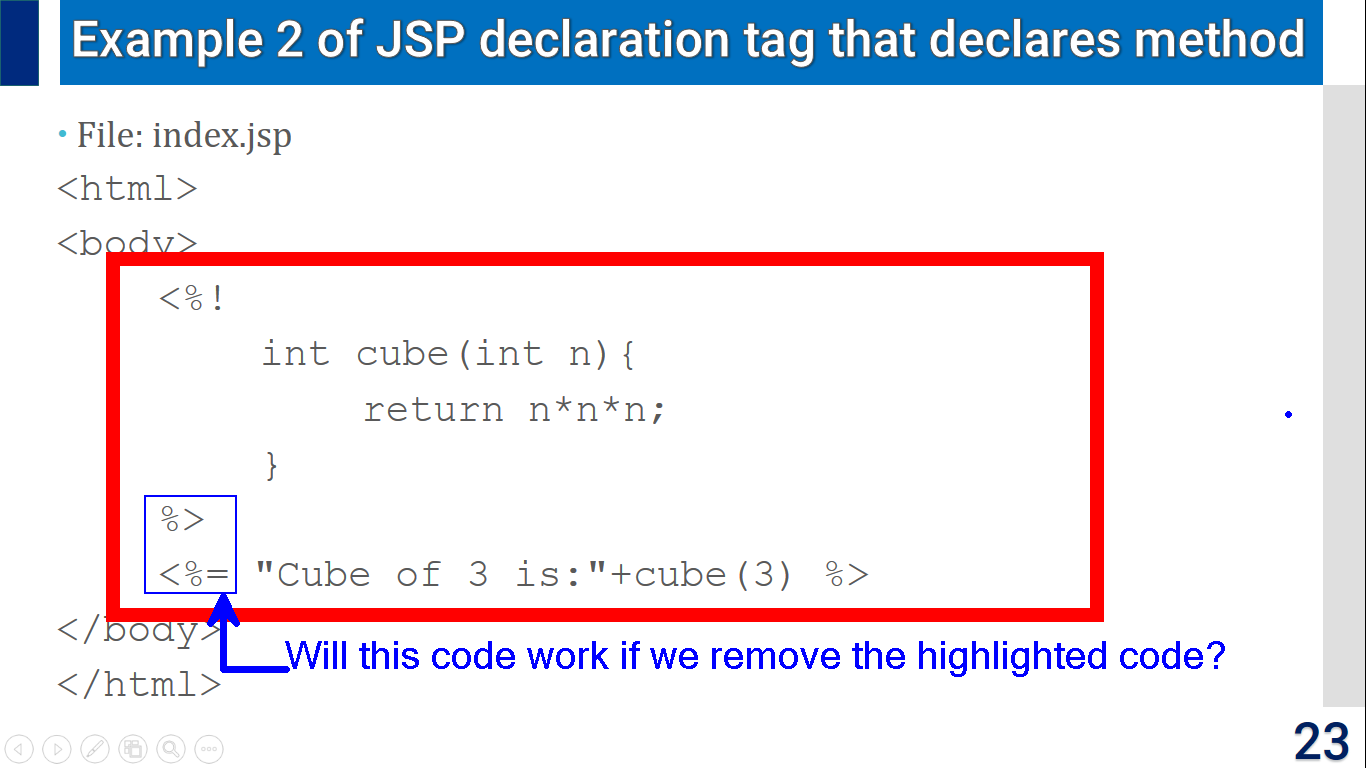 Example 2 of JSP declaration tag that declares method
• File: index.jsp
<html>
<body>
<%!
int cube(int n){
return n*n*n;
}
%>
<%= "Cube of 3 is:"+cube(3) %>
</body>
Will this code work if we remove the highlighted code?
</html>
23